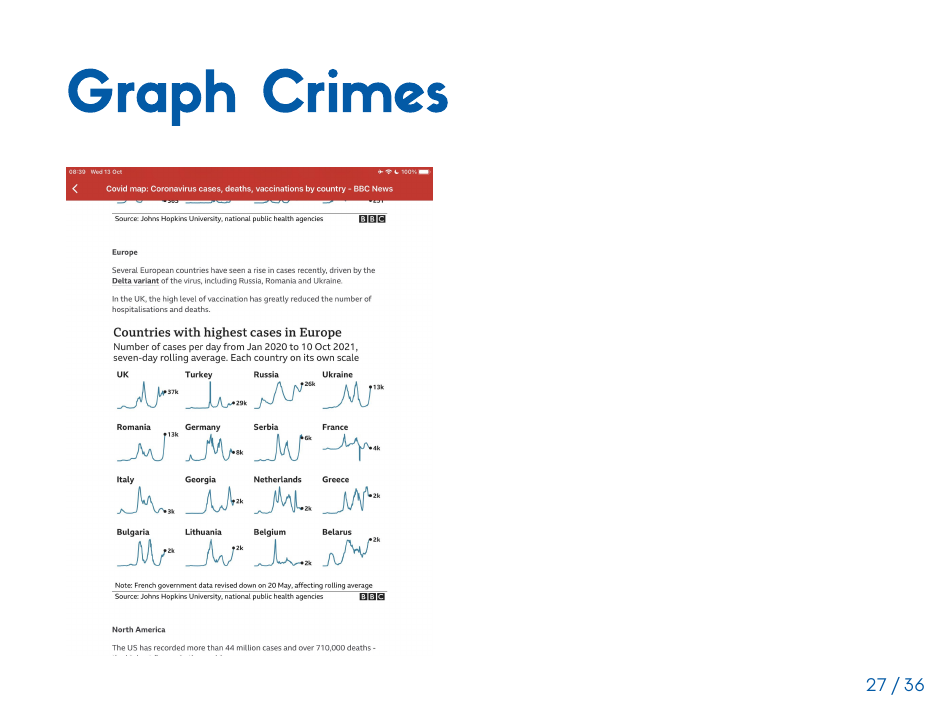 Graph Crimes
08:39 Wed 13 Oct
100%
Covid map: Coronavirus cases, deaths, vaccinations by country - BBC News
Source: Johns Hopkins University, national public health agencies
BBC
Europe
Several European countries have seen a rise in cases recently, driven by the
Delta variant of the virus, including Russia, Romania and Ukraine.
In the UK, the high level of vaccination has greatly reduced the number of
hospitalisations and deaths.
Countries with highest cases in Europe
Number of cases per day from Jan 2020 to 10 Oct 2021,
seven-day rolling average. Each country on its own scale
UK Turkey Russia Ukraine
37k 29k 26k 13k
Romania Germany Serbia France
13k 8k 6k 4k
Italy Georgia Netherlands Greece
3k 2k 2k 2k
Bulgaria Lithuania Belgium Belarus
2k 2k 2k 2k
Note: French government data revised down on 20 May, affecting rolling average
Source: Johns Hopkins University, national public health agencies
BBC
North America
The US has recorded more than 44 million cases and over 710,000 deaths -
27 / 36